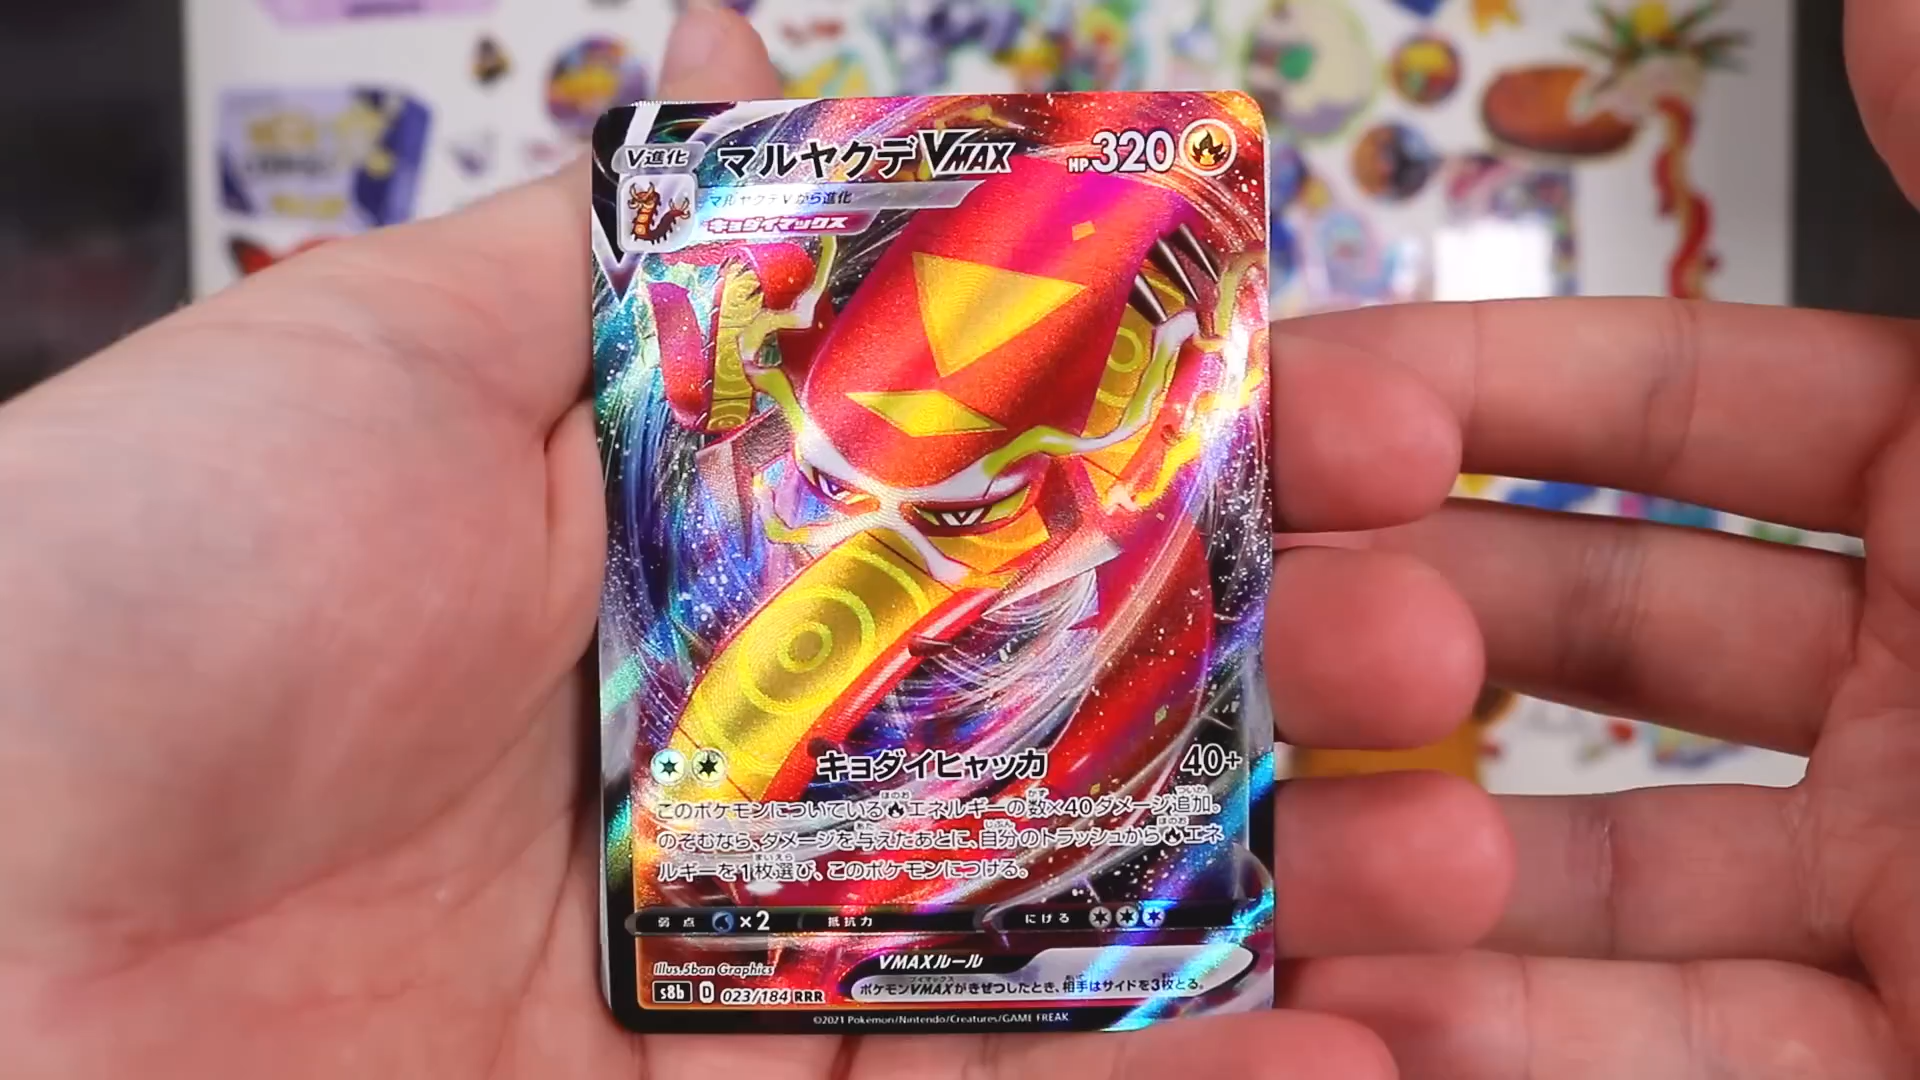 V進化
マルヤクデVMAX
HP320
マルヤクデVから進化
キョダイマックス
キョダイヒャッカ 40+
このポケモンについているエネルギーの数×40ダメージ追加。
のぞむなら、ダメージを与えたあとに、自分のトラッシュからエネ
ルギーを1枚選び、このポケモンにつける。
弱点 ×2 抵抗力 にげる
Illus.5ban Graphics
VMAXルール
ポケモンVMAXがきぜつしたとき、相手はサイドを3枚とる。
s8b D 023/184 RRR
©2021 Pokémon/Nintendo/Creatures/GAME FREAK.